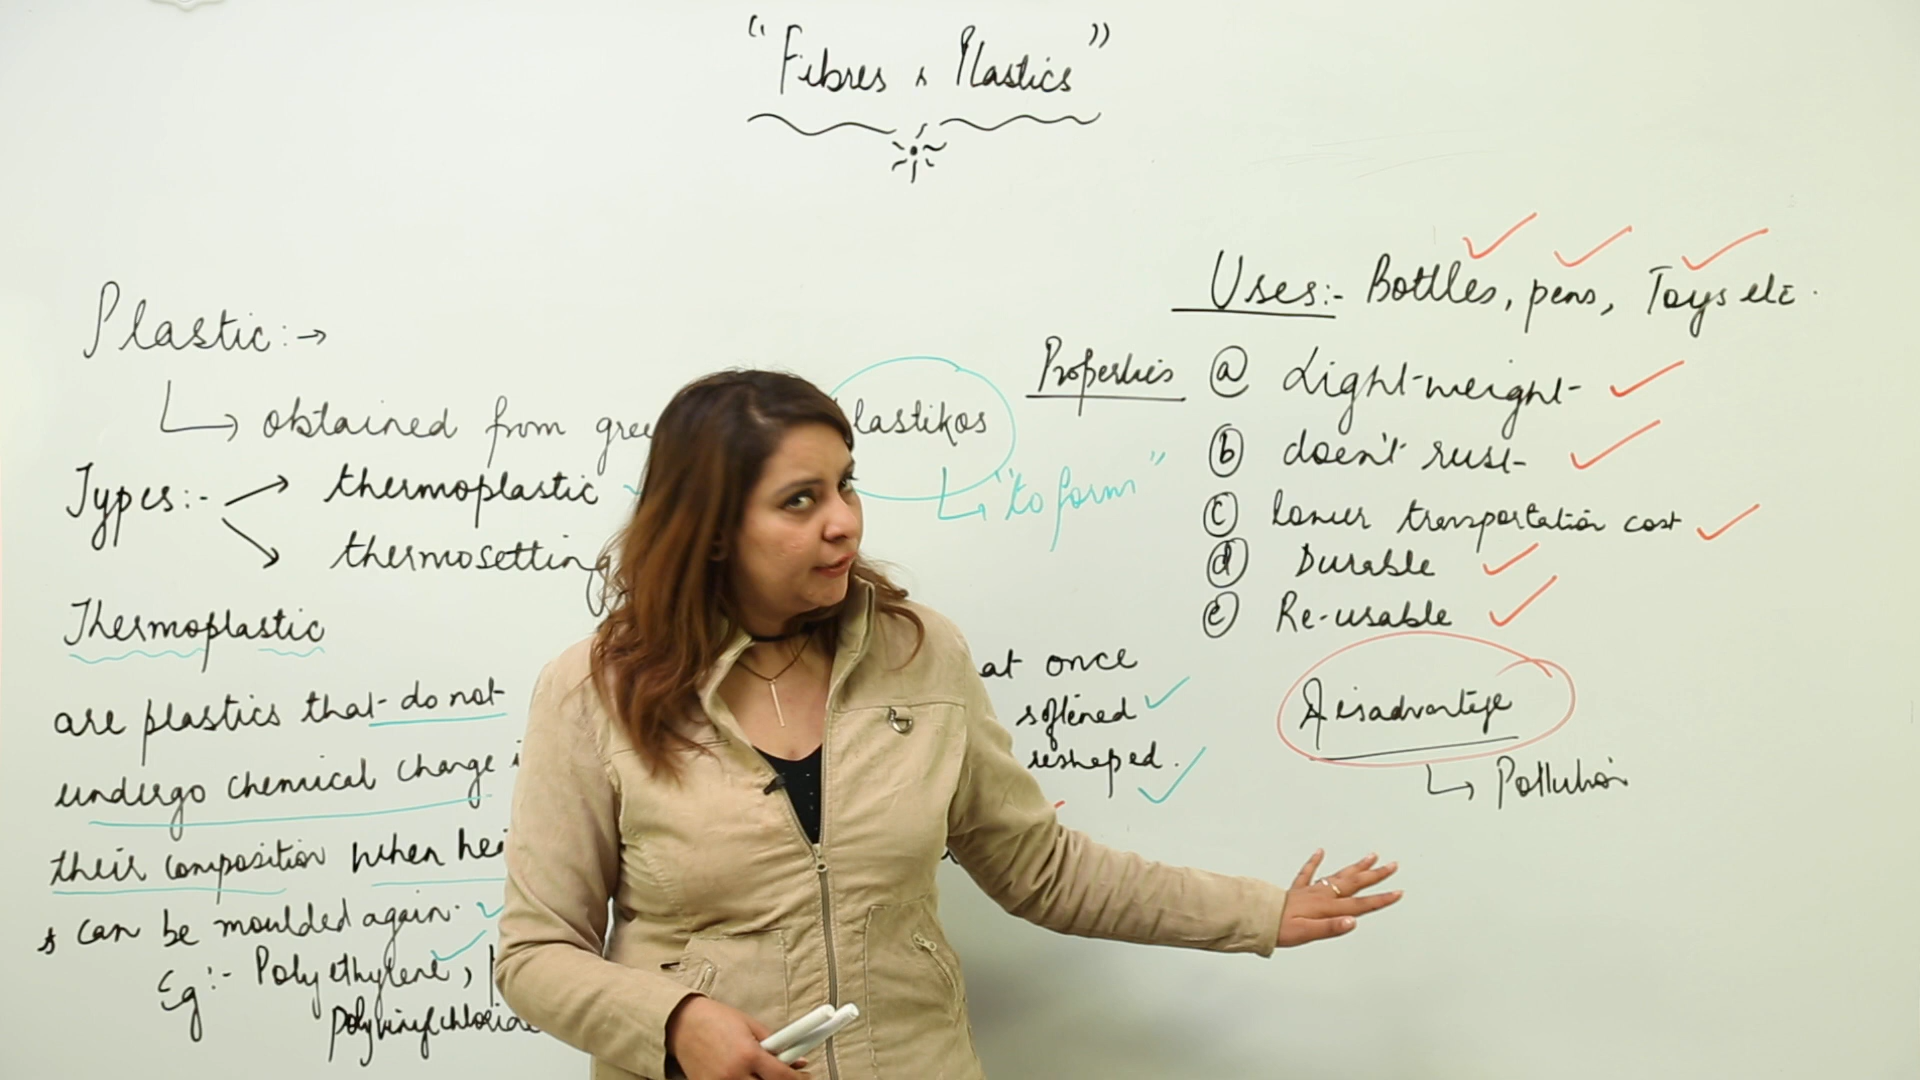 "Fibres & Plastics"
Plastic:→
obtained from gree
lastikos
"to form"
Types:- thermoplastic
thermosetting
Thermoplastic
are plastics that do not
undergo chemical change i
their composition when hea
& can be moulded again.
Eg:- Polyethylene,
polyvinylchloride
at once
softened
reshaped.
Uses:- Bottles, pens, Toys etc.
Properties (a) Light-weight
(b) doesn't rust
(c) lower transportation cost
(d) Durable
(e) Re-usable
Disadvantage
Pollution